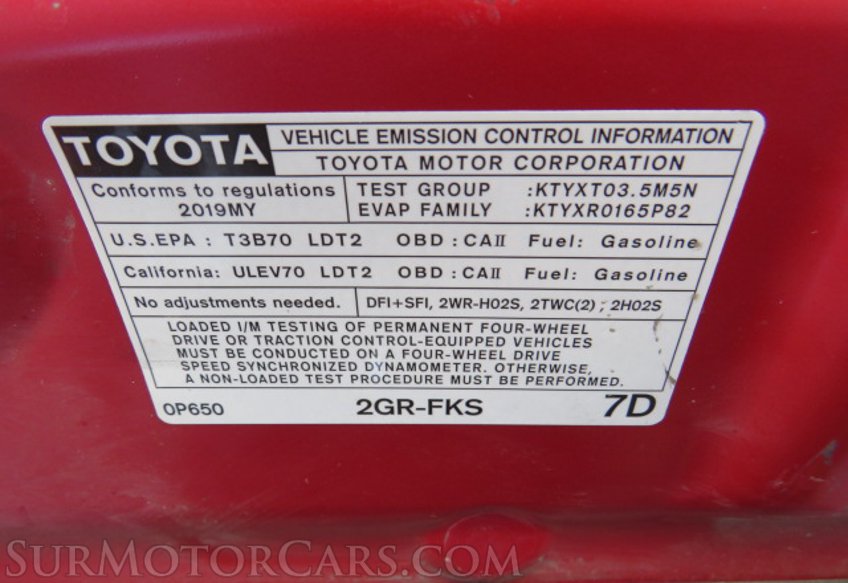 TOYOTA
VEHICLE EMISSION CONTROL INFORMATION
TOYOTA MOTOR CORPORATION
Conforms to regulations
2019MY
TEST GROUP :KTYXT03.5M5N
EVAP FAMILY :KTYXR0165P82
U.S.EPA : T3B70 LDT2 OBD : CAII Fuel: Gasoline
California: ULEV70 LDT2 OBD : CAII Fuel: Gasoline
No adjustments needed.
DFI+SFI, 2WR-HO2S, 2TWC(2) ; 2HO2S
LOADED I/M TESTING OF PERMANENT FOUR-WHEEL
DRIVE OR TRACTION CONTROL-EQUIPPED VEHICLES
MUST BE CONDUCTED ON A FOUR-WHEEL DRIVE
SPEED SYNCHRONIZED DYNAMOMETER. OTHERWISE,
A NON-LOADED TEST PROCEDURE MUST BE PERFORMED.
0P650 2GR-FKS 7D
SurMotorCars.com